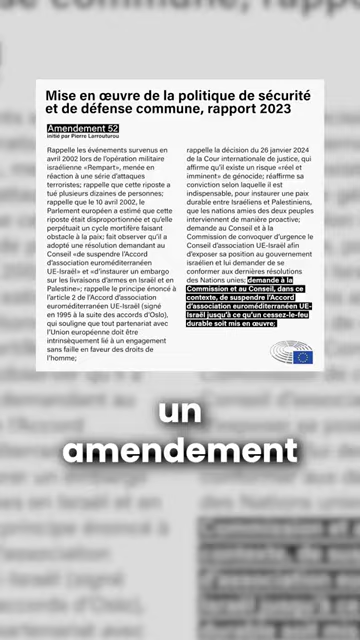 Mise en œuvre de la politique de sécurité
et de défense commune, rapport 2023
Amendement 52
initié par Pierre Larrouturou
Rappelle les événements survenus en
avril 2002 lors de l'opération militaire
israélienne «Rempart», menée en
réaction à une série d'attaques
terroristes; rappelle que cette riposte a
tué plusieurs dizaines de personnes;
rappelle que le 10 avril 2002, le
Parlement européen a estimé que cette
riposte était disproportionnée et qu'elle
perpétuait un cycle mortifère faisant
obstacle à la paix; fait observer qu'il a
adopté une résolution demandant au
Conseil «de suspendre l'Accord
d'association euroméditerranéen
UE-Israël» et «d'instaurer un embargo
sur les livraisons d'armes en Israël et en
Palestine»; rappelle le principe énoncé à
l'article 2 de l'Accord d'association
euroméditerranéen UE-Israël (signé
en 1995 à la suite des accords d'Oslo),
qui souligne que tout partenariat avec
l'Union européenne doit être
intrinsèquement lié à un engagement
sans faille en faveur des droits de
l'homme;
rappelle la décision du 26 janvier 2024
de la Cour internationale de justice, qui
affirme qu'il existe un risque «réel et
imminent» de génocide; réaffirme sa
conviction selon laquelle il est
indispensable, pour instaurer une paix
durable entre Israéliens et Palestiniens,
que les nations amies des deux peuples
interviennent de manière proactive;
demande au Conseil et à la
Commission de convoquer d'urgence le
Conseil d'association UE-Israël afin
d'exposer sa position au gouvernement
israélien et lui demander de se
conformer aux dernières résolutions
des Nations unies; demande à la
Commission et au Conseil, dans ce
contexte, de suspendre l'Accord
d'association euroméditerranéen UE-
Israël jusqu'à ce qu'un cessez-le-feu
durable soit mis en œuvre;
un
amendement